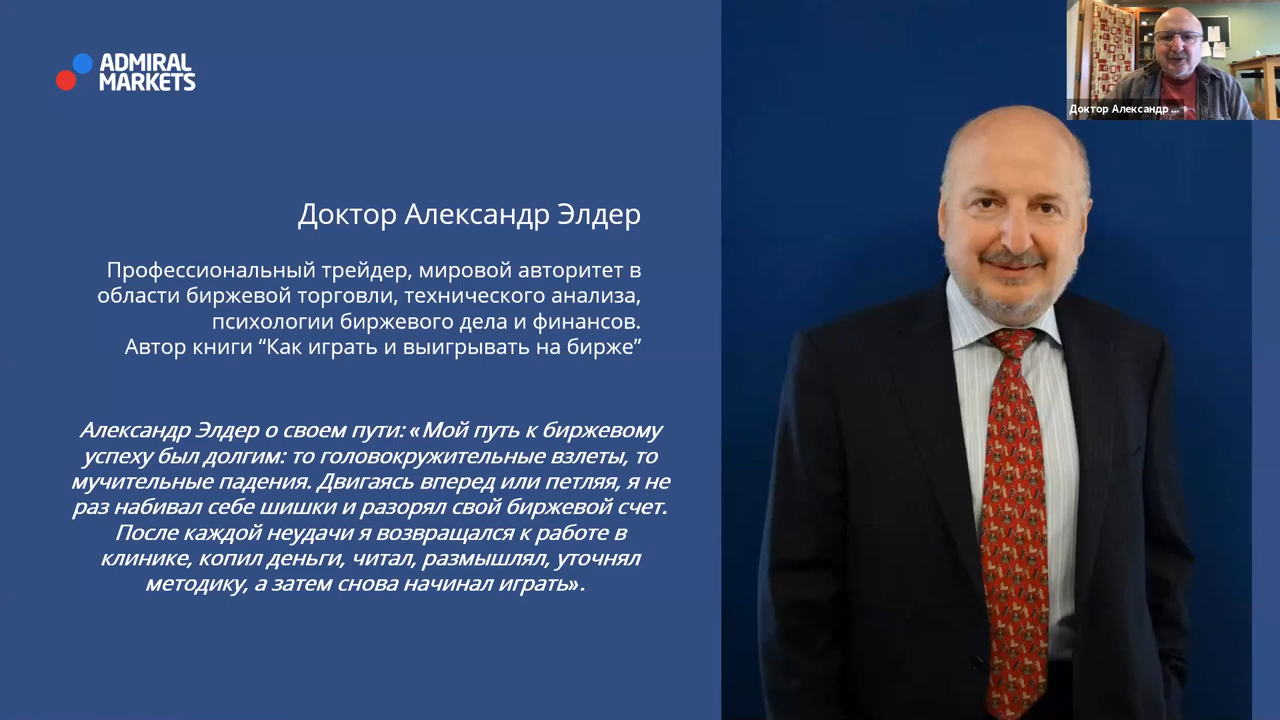 ADMIRAL
MARKETS
Доктор Александр ...
Доктор Александр Элдер
Профессиональный трейдер, мировой авторитет в
области биржевой торговли, технического анализа,
психологии биржевого дела и финансов.
Автор книги “Как играть и выигрывать на бирже”
Александр Элдер о своем пути: «Мой путь к биржевому
успеху был долгим: то головокружительные взлеты, то
мучительные падения. Двигаясь вперед или петляя, я не
раз набивал себе шишки и разорял свой биржевой счет.
После каждой неудачи я возвращался к работе в
клинике, копил деньги, читал, размышлял, уточнял
методику, а затем снова начинал играть».